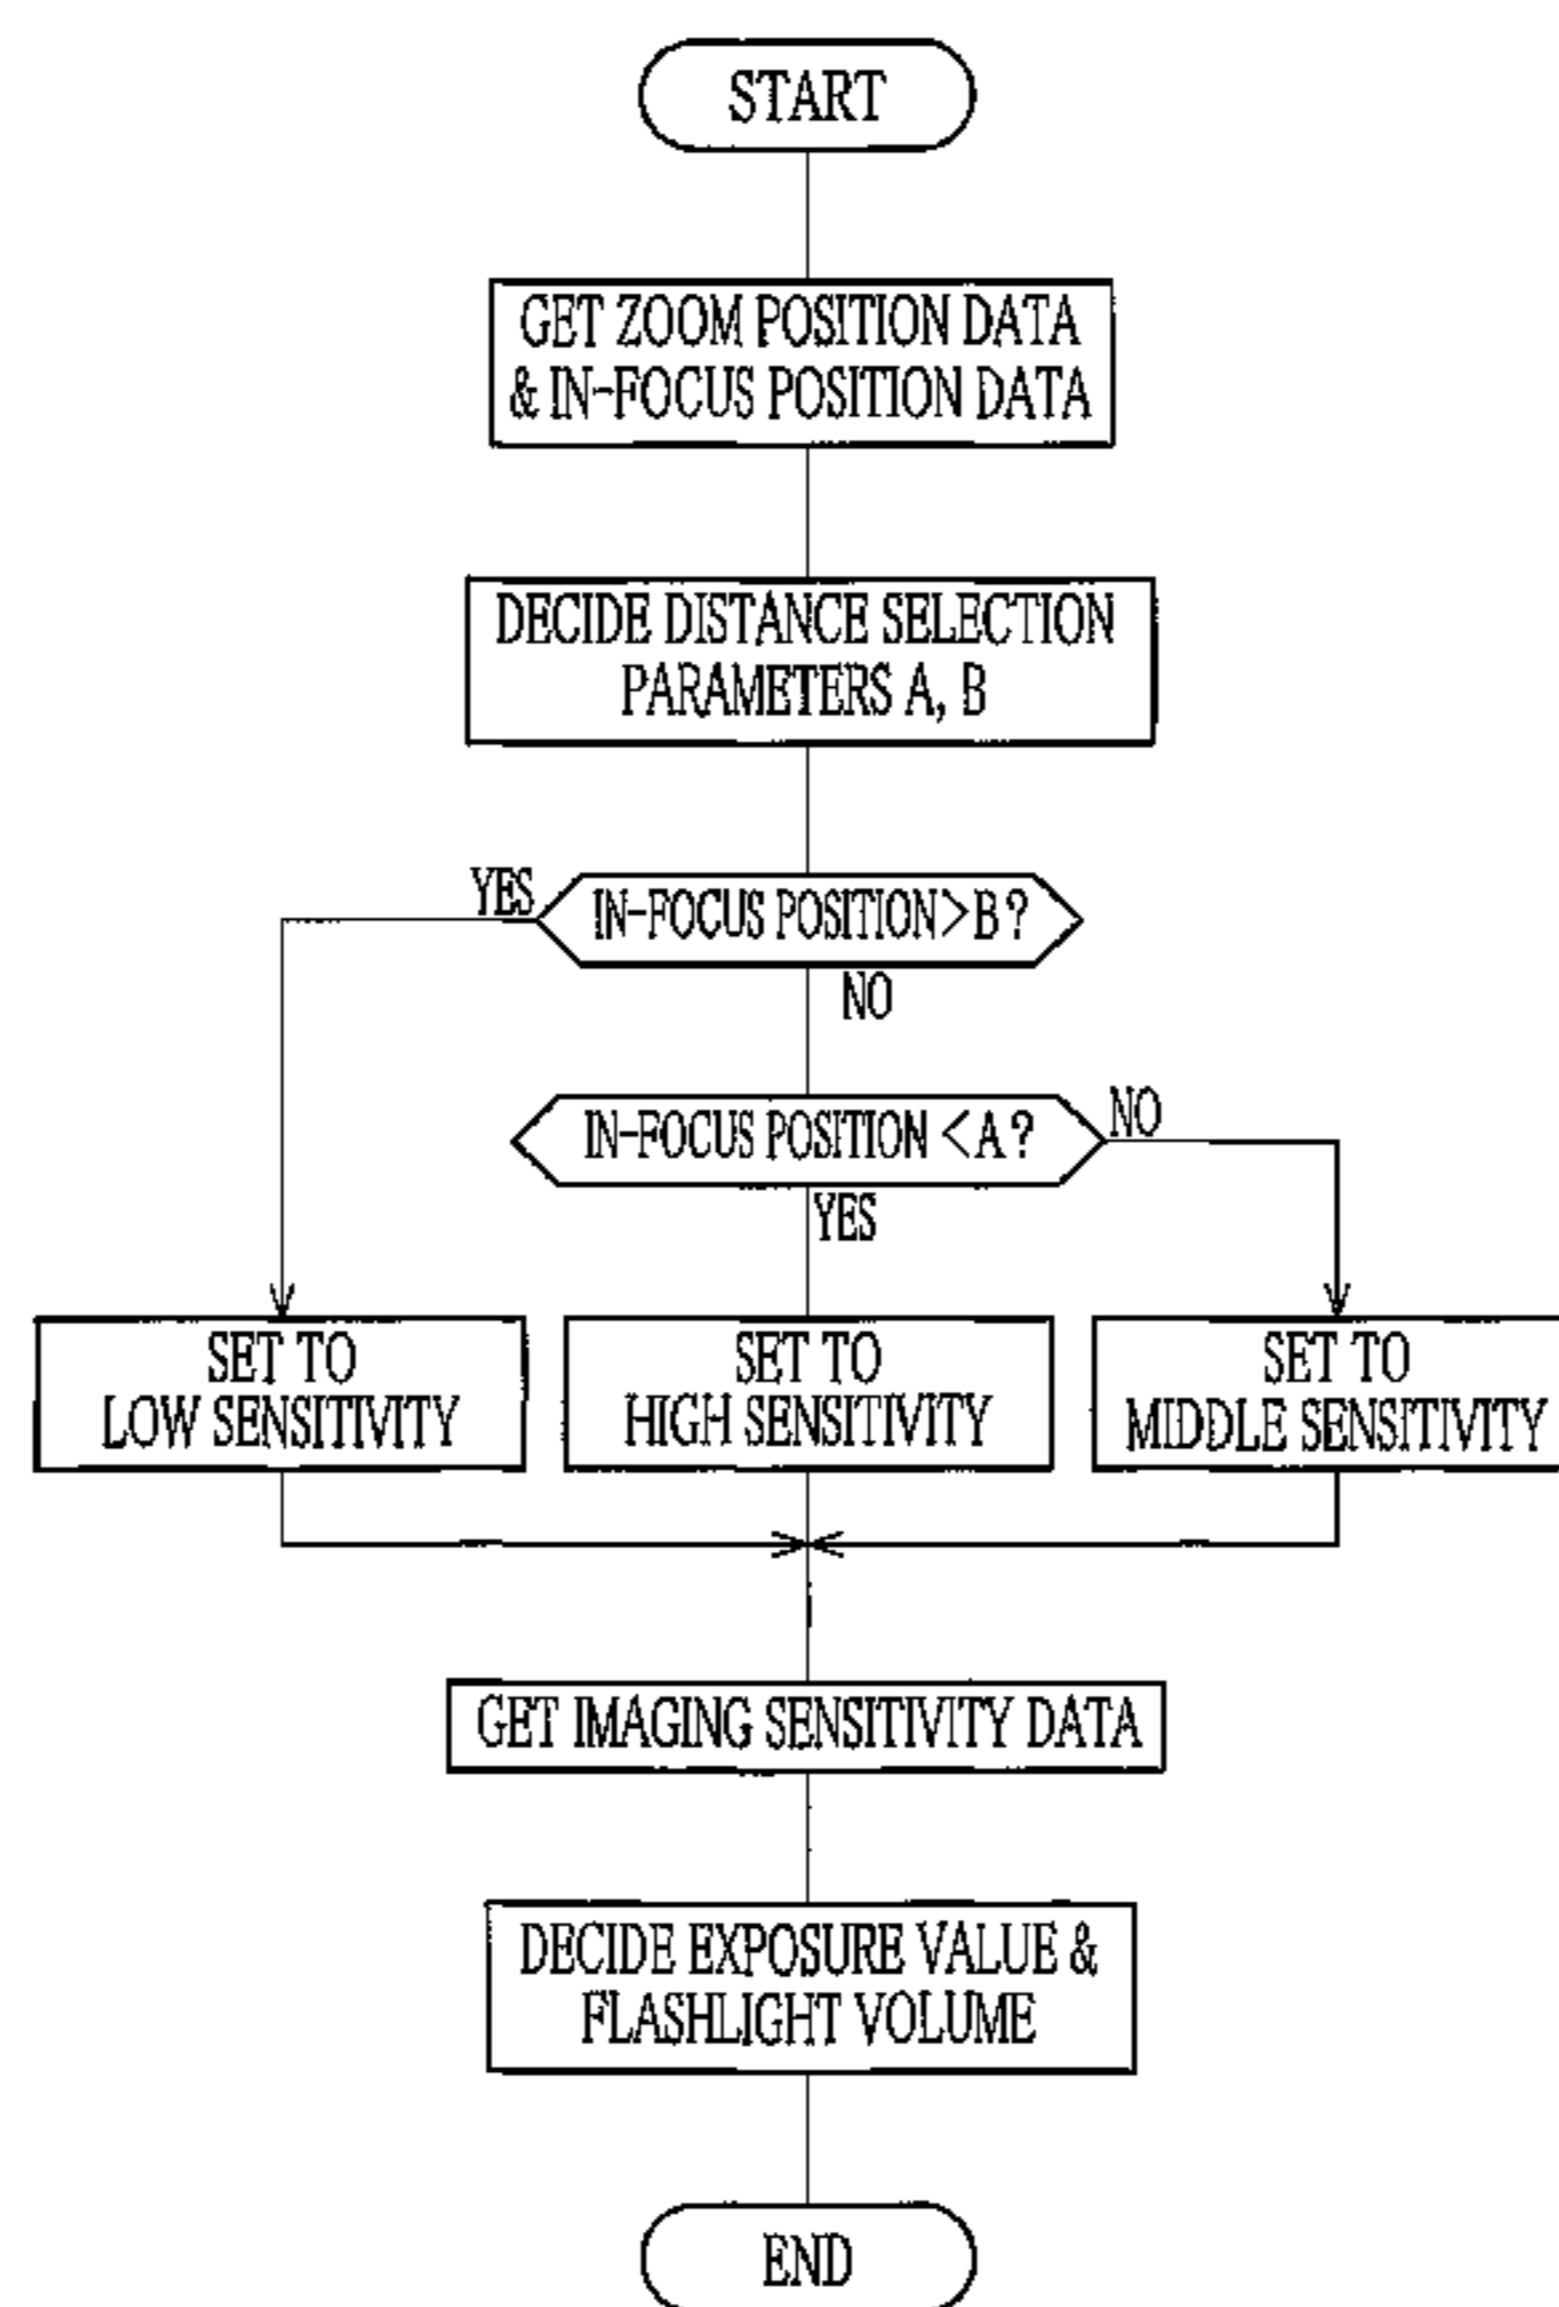 START
GET ZOOM POSITION DATA
& IN-FOCUS POSITION DATA
DECIDE DISTANCE SELECTION
PARAMETERS A, B
YES
IN-FOCUS POSITION>B?
NO
IN-FOCUS POSITION <A?
NO
YES
SET TO
LOW SENSITIVITY
SET TO
HIGH SENSITIVITY
SET TO
MIDDLE SENSITIVITY
GET IMAGING SENSITIVITY DATA
DECIDE EXPOSURE VALUE &
FLASHLIGHT VOLUME
END